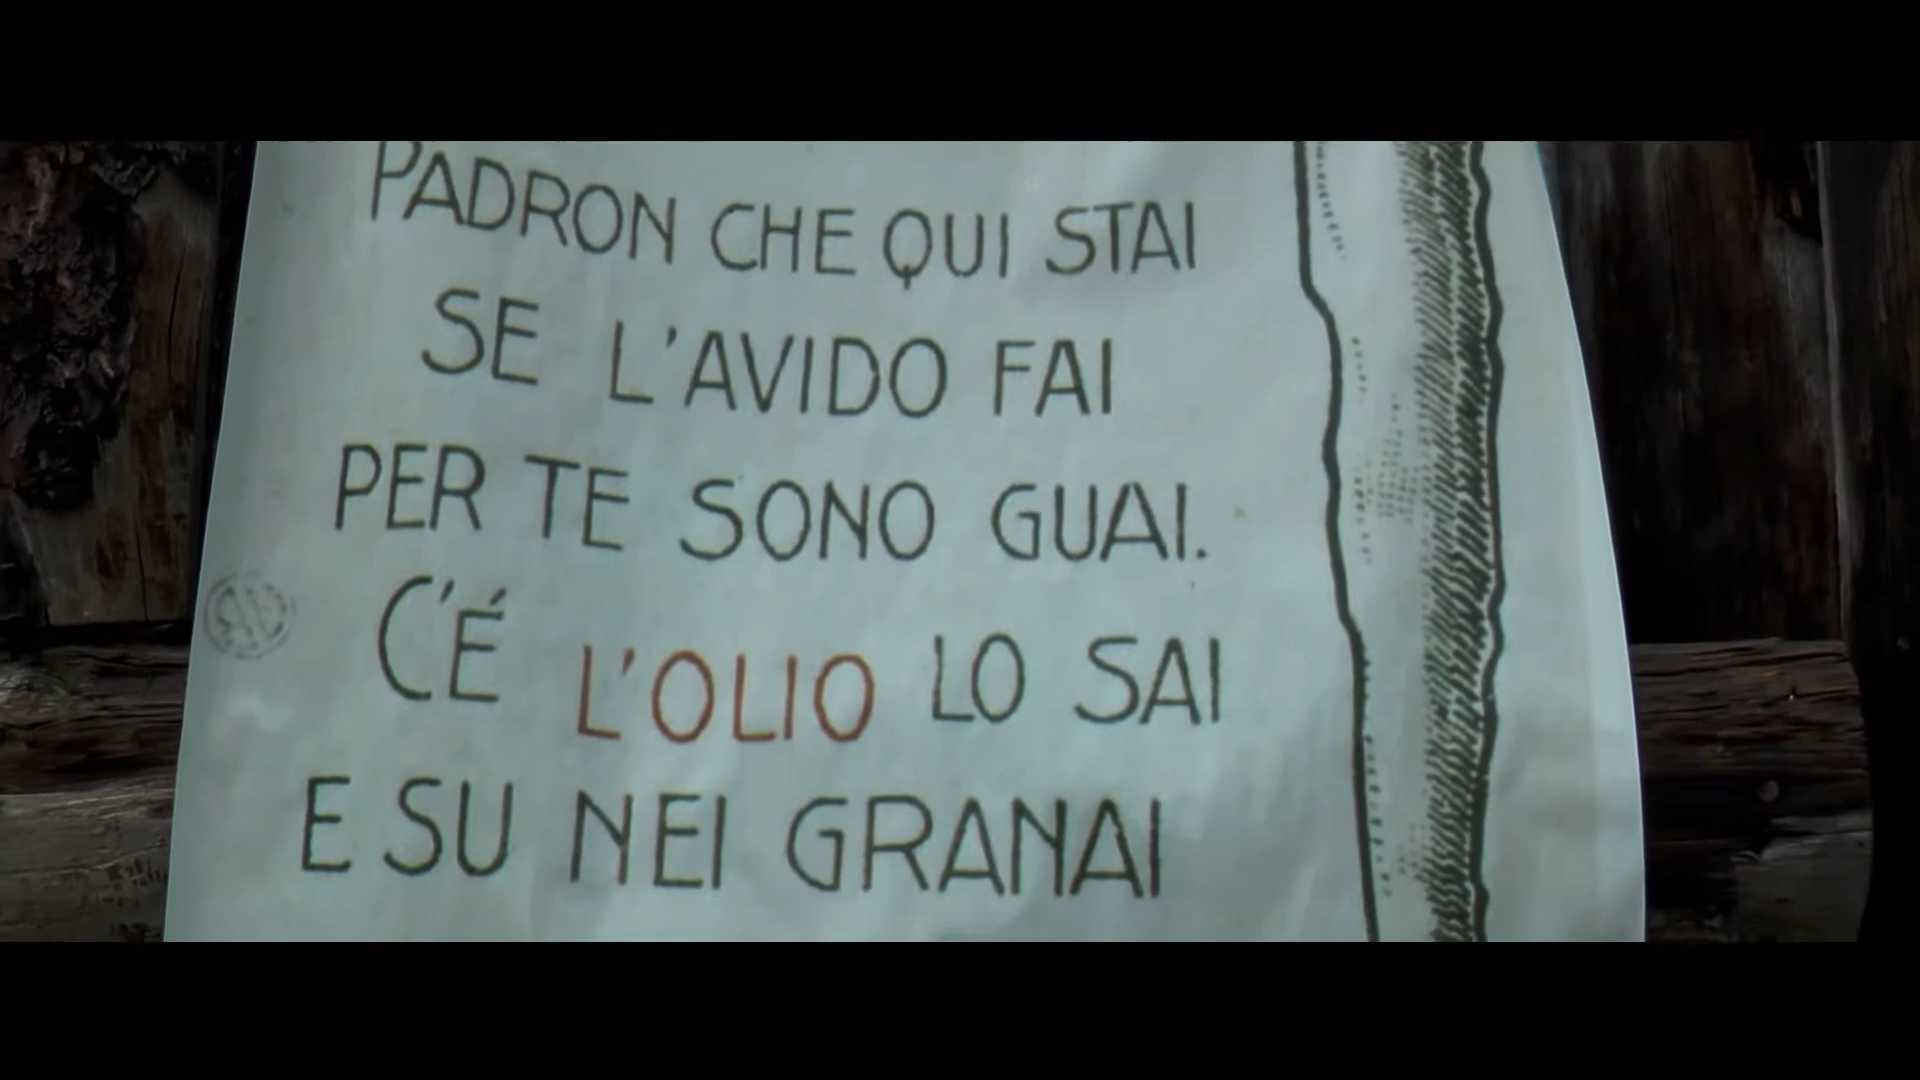 PADRON CHE QUI STAI
SE L'AVIDO FAI
PER TE SONO GUAI.
C'É L'OLIO LO SAI
E SU NEI GRANAI